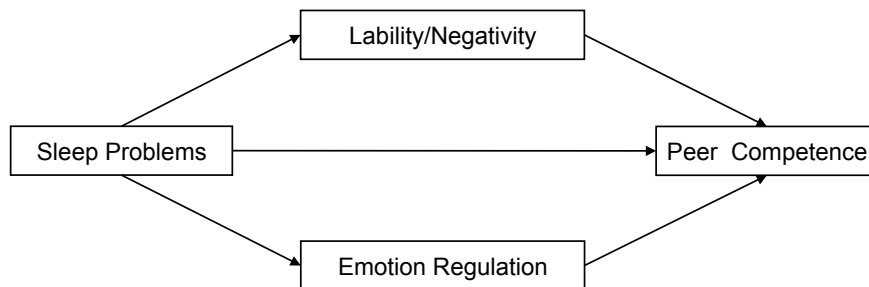 Lability/Negativity
Sleep Problems
Peer Competence
Emotion Regulation